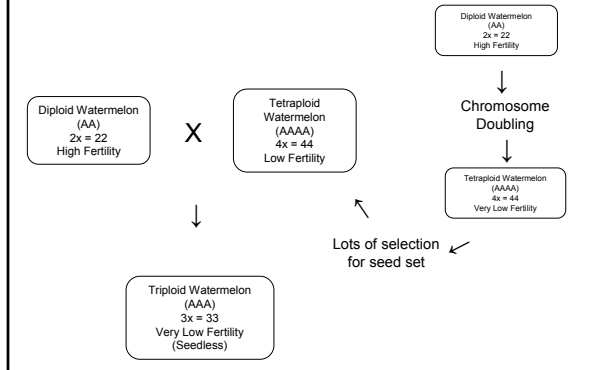 Diploid Watermelon
(AA)
2x = 22
High Fertility
Chromosome
Doubling
Tetraploid Watermelon
(AAAA)
4x = 44
Very Low Fertility
Lots of selection
for seed set
Diploid Watermelon
(AA)
2x = 22
High Fertility
X
Tetraploid
Watermelon
(AAAA)
4x = 44
Low Fertility
Triploid Watermelon
(AAA)
3x = 33
Very Low Fertility
(Seedless)